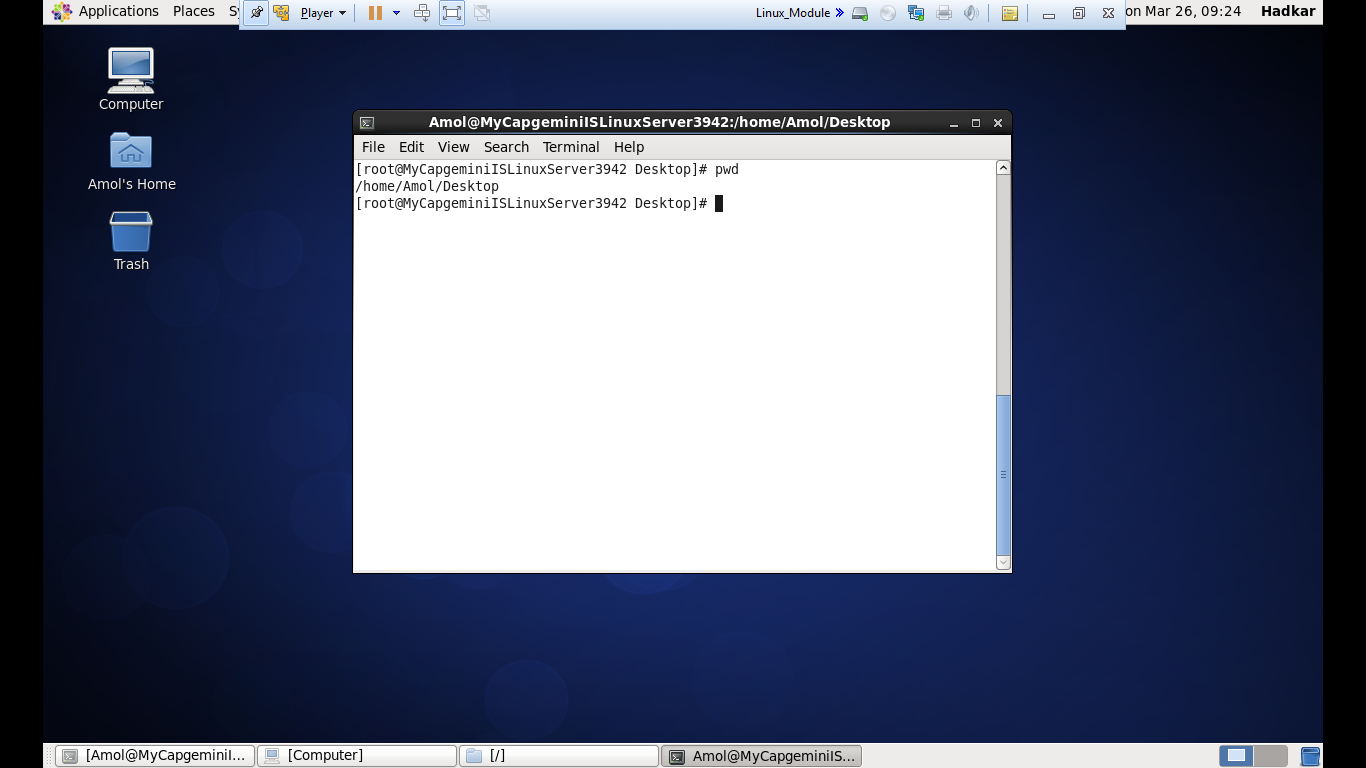 Applications Places Sy Player Linux_Module on Mar 26, 09:24 Hadkar
Computer
Amol's Home
Trash
Amol@MyCapgeminiISLinuxServer3942:/home/Amol/Desktop
File Edit View Search Terminal Help
[root@MyCapgeminiISLinuxServer3942 Desktop]# pwd
/home/Amol/Desktop
[root@MyCapgeminiISLinuxServer3942 Desktop]#
[Amol@MyCapgeminiI... [Computer] [/] Amol@MyCapgeminiIS...